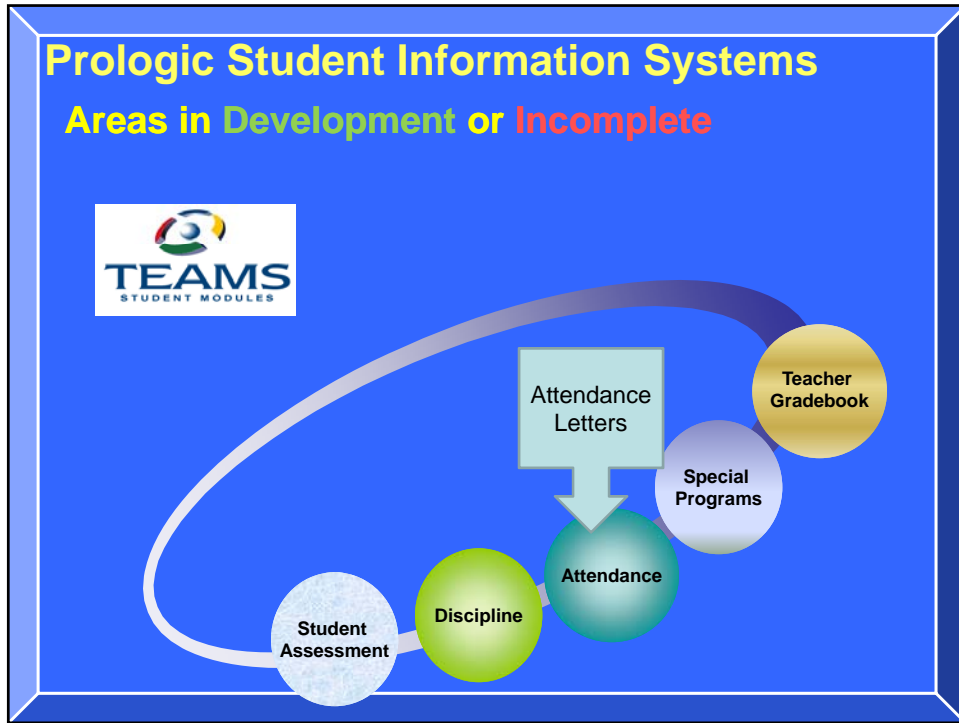 Prologic Student Information Systems
Areas in Development or Incomplete
TEAMS
STUDENT MODULES
Attendance
Letters
Teacher
Gradebook
Special
Programs
Attendance
Discipline
Student
Assessment